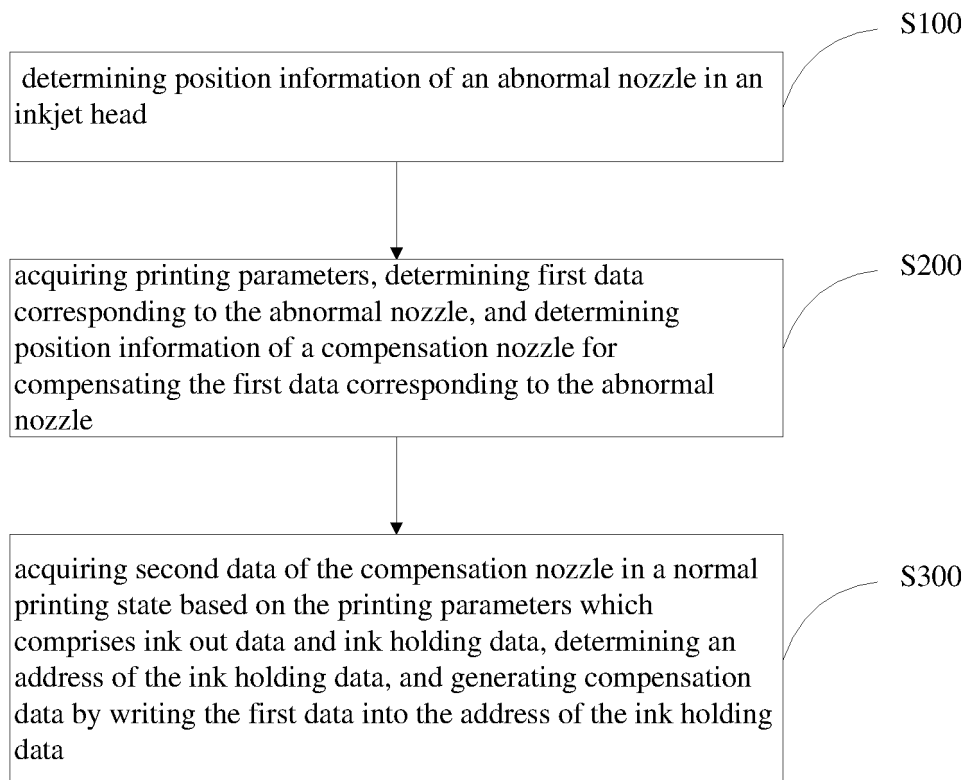 S100
determining position information of an abnormal nozzle in an
inkjet head
S200
acquiring printing parameters, determining first data
corresponding to the abnormal nozzle, and determining
position information of a compensation nozzle for
compensating the first data corresponding to the abnormal
nozzle
S300
acquiring second data of the compensation nozzle in a normal
printing state based on the printing parameters which
comprises ink out data and ink holding data, determining an
address of the ink holding data, and generating compensation
data by writing the first data into the address of the ink holding
data